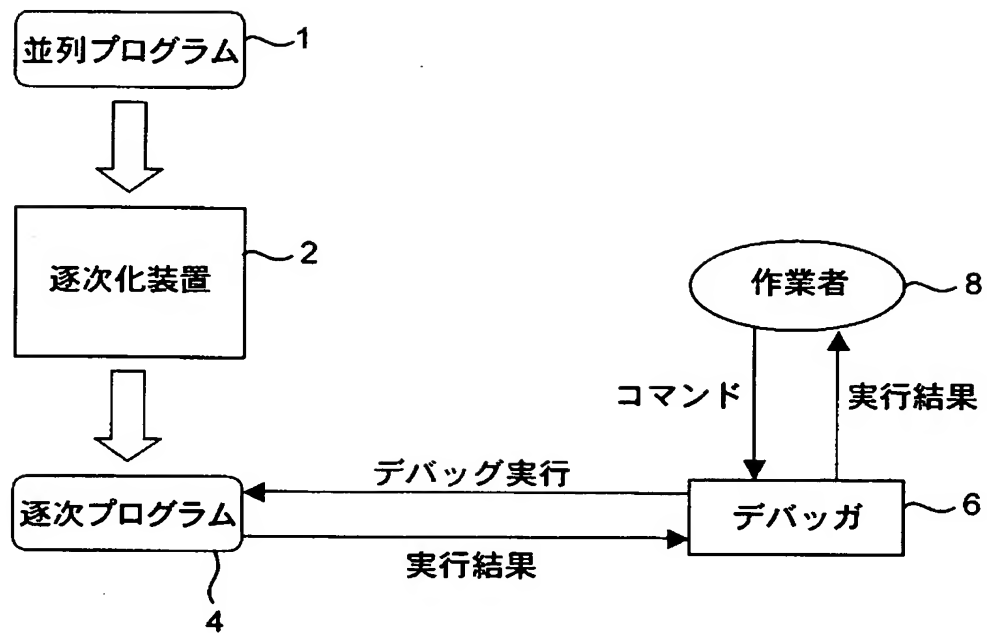 並列プログラム
1
逐次化装置
2
作業者
8
コマンド
実行結果
デバッグ実行
逐次プログラム
デバッガ
6
実行結果
4